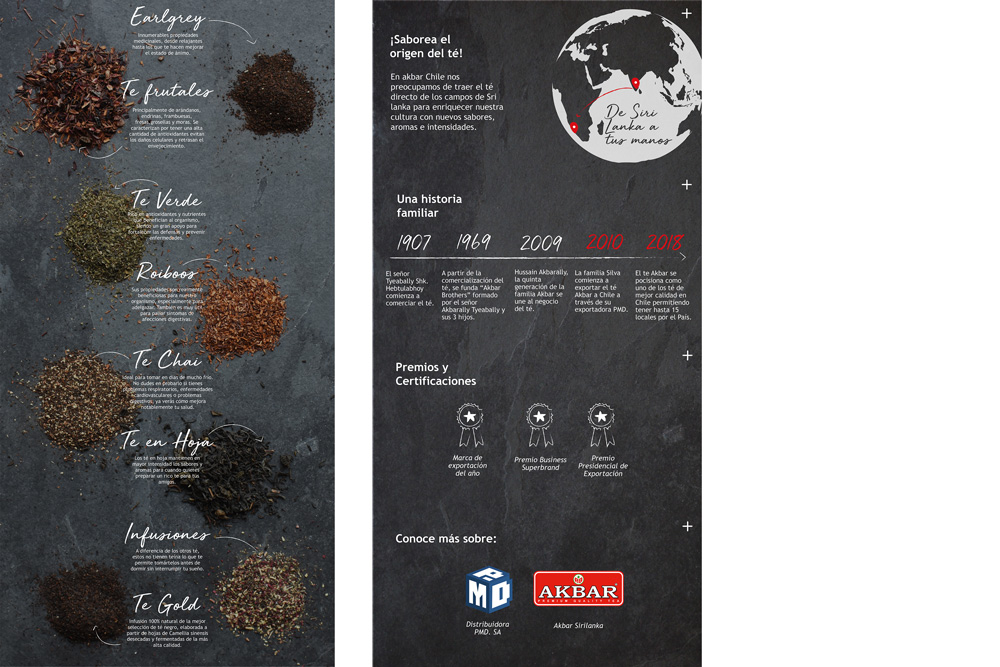 Earlgrey
Innumerables propiedades
medicinales, desde relajantes
hasta los que te hacen mejorar
el estado de ánimo.
Te frutales
Principalmente de arándanos,
endrinas, frambuesas,
fresas, grosellas y moras. Se
caracterizan por tener una alta
cantidad de antioxidantes evitan
los daños celulares y retrasan el
envejecimiento.
Te Verde
Rico en antioxidantes y nutrientes
que benefician al organismo,
siendo un gran apoyo para
fortalecer las defensas y prevenir
enfermedades.
Roiboos
Sus propiedades son realmente
beneficiosas para nuestro
organismo, especialmente para
adelgazar. También es muy útil
para paliar síntomas de
afecciones digestivas.
Te Chai
Ideal para tomar en días de mucho frío.
No dudes en probarlo si tienes
problemas respiratorios, enfermedades
cardiovasculares o problemas
digestivos, ya verás como mejora
notablemente tu salud.
Te en Hoja
Los té en hoja mantienen en
mayor intensidad los sabores y
aromas para cuando quieres
preparar un rico té para tus
amigos.
Infusiones
A diferencia de los otros té,
estos no tienen teína lo que te
permite tomártelos antes de
dormir sin interrumpir tu sueño.
Te Gold
Infusión 100% natural de la mejor
selección de té negro, elaborada a
partir de hojas de Camellia sinensis
desecadas y fermentadas de la más
alta calidad.
¡Saborea el
origen del té!
En akbar Chile nos
preocupamos de traer el té
directo de los campos de Sri
lanka para enriquecer nuestra
cultura con nuevos sabores,
aromas e intensidades.
De Siri
Lanka a
tus manos
Una historia
familiar
1907 1969 2009 2010 2018
El señor
Tyeabally Shk.
Hebtulabhoy
comienza a
comercial el té.
A partir de la
comercialización del
té, se funda “Akbar
Brothers” formado
por el señor
Akbarally Tyeabally y
sus 3 hijos.
Hussain Akbarally,
la quinta
generación de la
familia Akbar se
une al negocio
del té.
La familia Silva
comienza a
exportar el té
Akbar a Chile a
través de su
exportadora PMD.
El te Akbar se
pocisiona como
uno de los té de
mejor calidad en
Chile permitiendo
tener hasta 15
locales por el País.
Premios y
Certificaciones
Marca de
exportación
del año
Premio Business
Superbrand
Premio
Presidencial de
Exportación
Conoce más sobre:
PMD
AKBAR
PREMIUM QUALITY TEA
Distribuidora
PMD. SA
Akbar Sirilanka